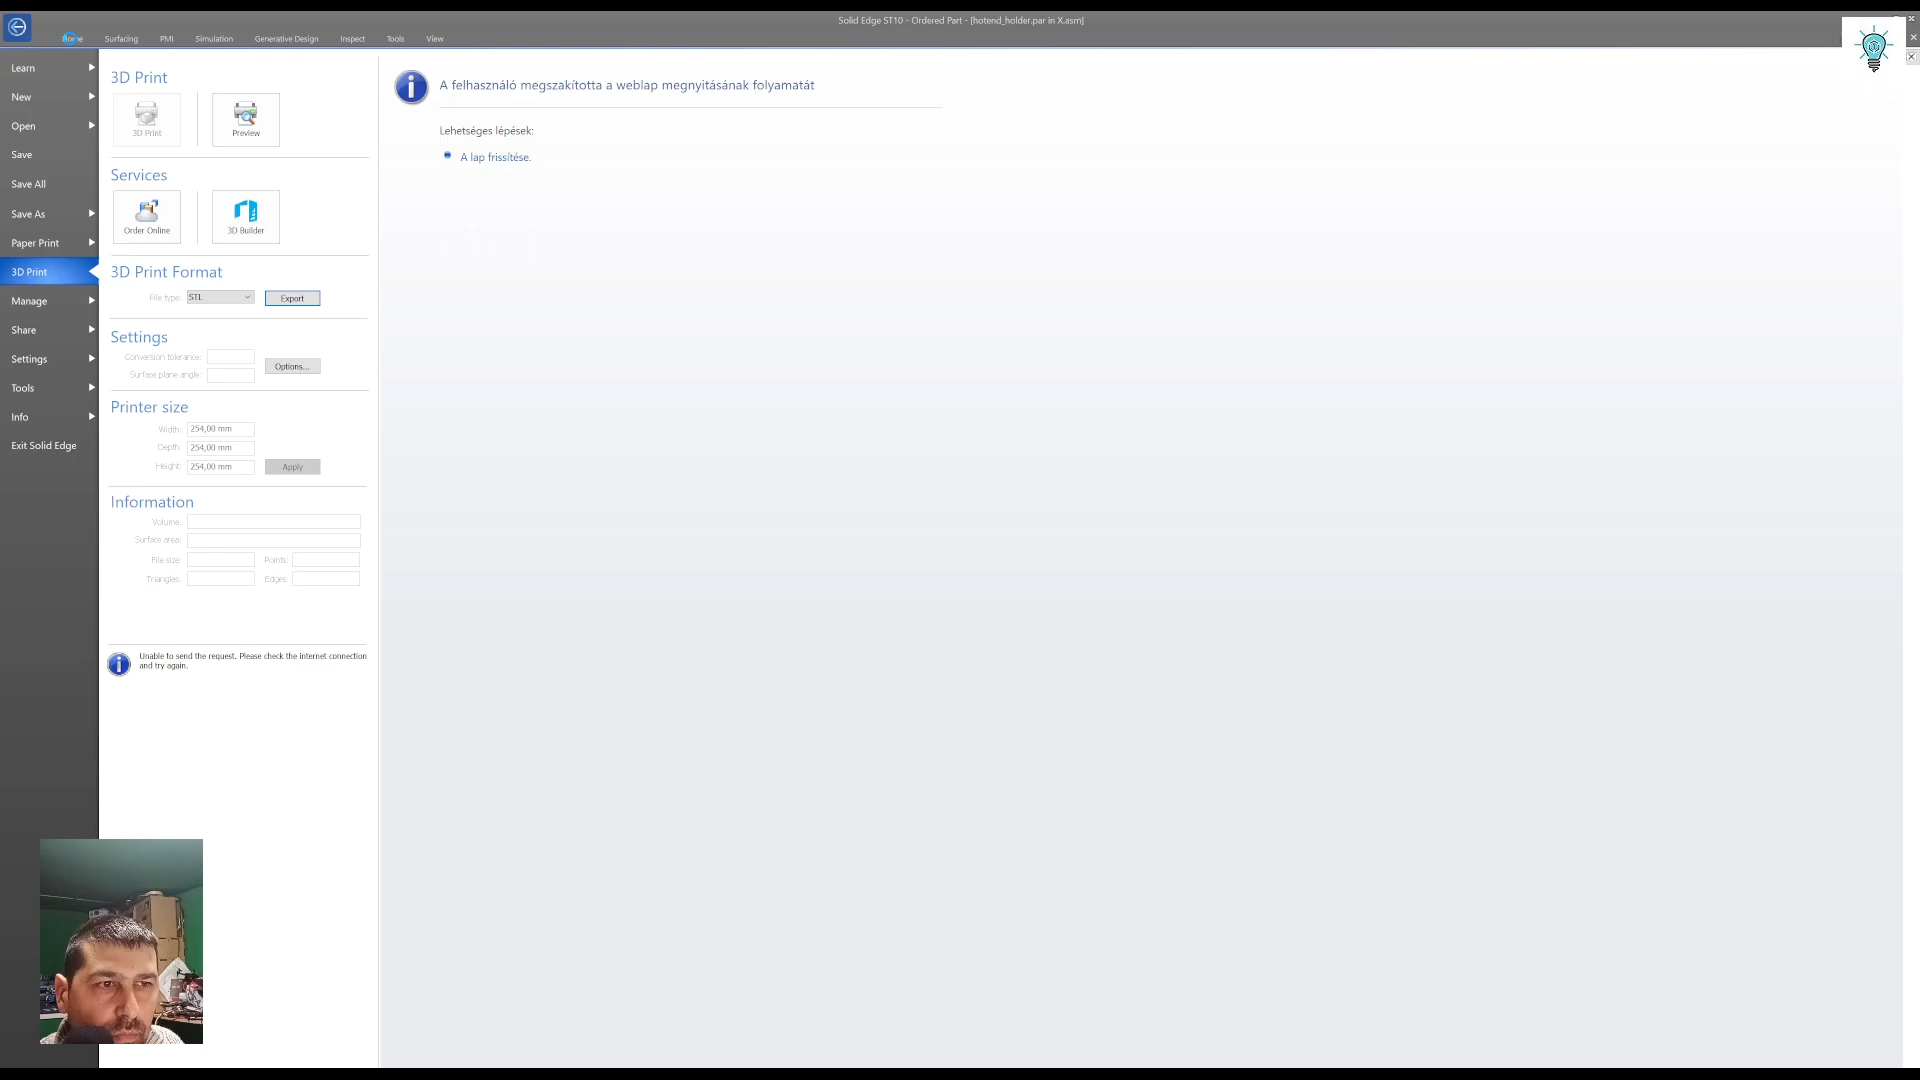 Solid Edge ST10 - Ordered Part - [hotend_holder.par in X.asm]
Home Surfacing PMI Simulation Generative Design Inspect Tools View
Learn
New
Open
Save
Save All
Save As
Paper Print
3D Print
Manage
Share
Settings
Tools
Info
Exit Solid Edge
3D Print
3D Print Preview
Services
Order Online 3D Builder
3D Print Format
File type: STL Export
Settings
Conversion tolerance:
Surface plane angle:
Options...
Printer size
Width: 254,00 mm
Depth: 254,00 mm
Height: 254,00 mm Apply
Information
Volume:
Surface area:
File size: Points:
Triangles: Edges:
Unable to send the request. Please check the internet connection
and try again.
A felhasználó megszakította a weblap megnyitásának folyamatát
Lehetséges lépések:
A lap frissítése.